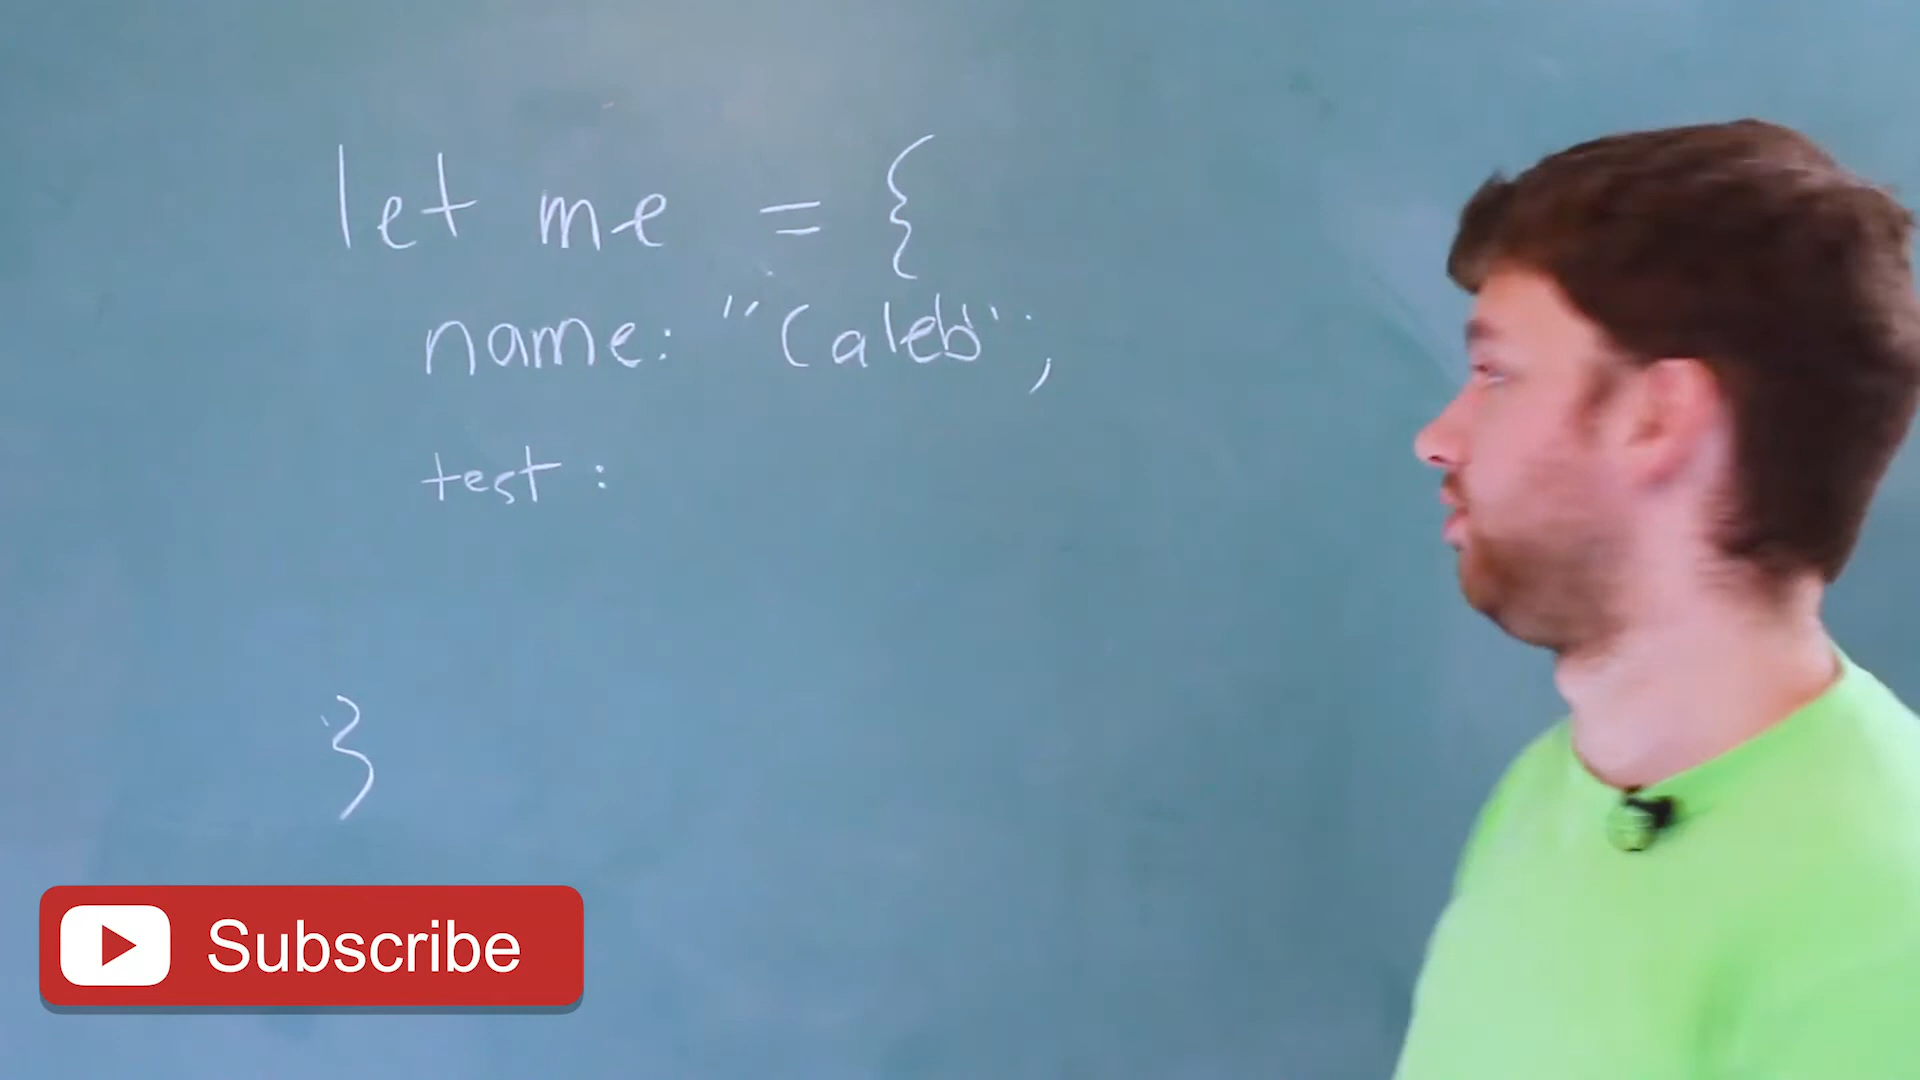 let me = {
name: "Caleb",
test:
}
Subscribe